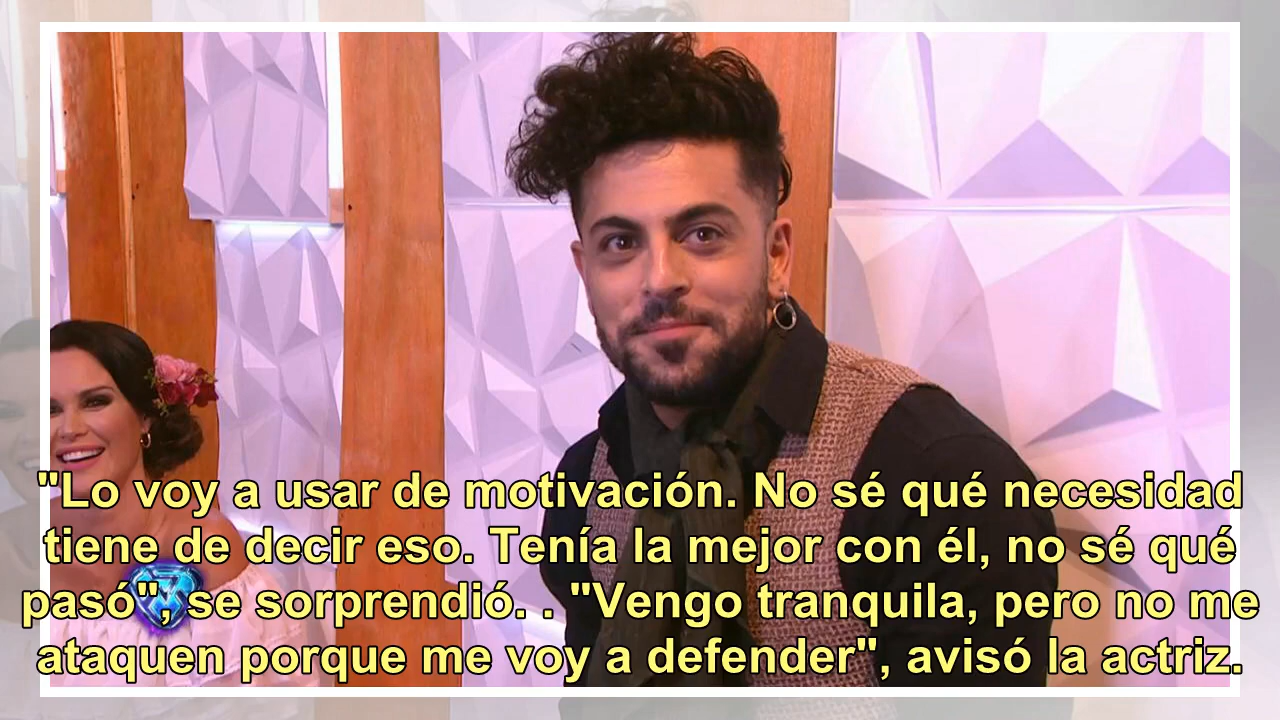 "Lo voy a usar de motivación. No sé qué necesidad
tiene de decir eso. Tenía la mejor con él, no sé qué
pasó", se sorprendió. . "Vengo tranquila, pero no me
ataquen porque me voy a defender", avisó la actriz.